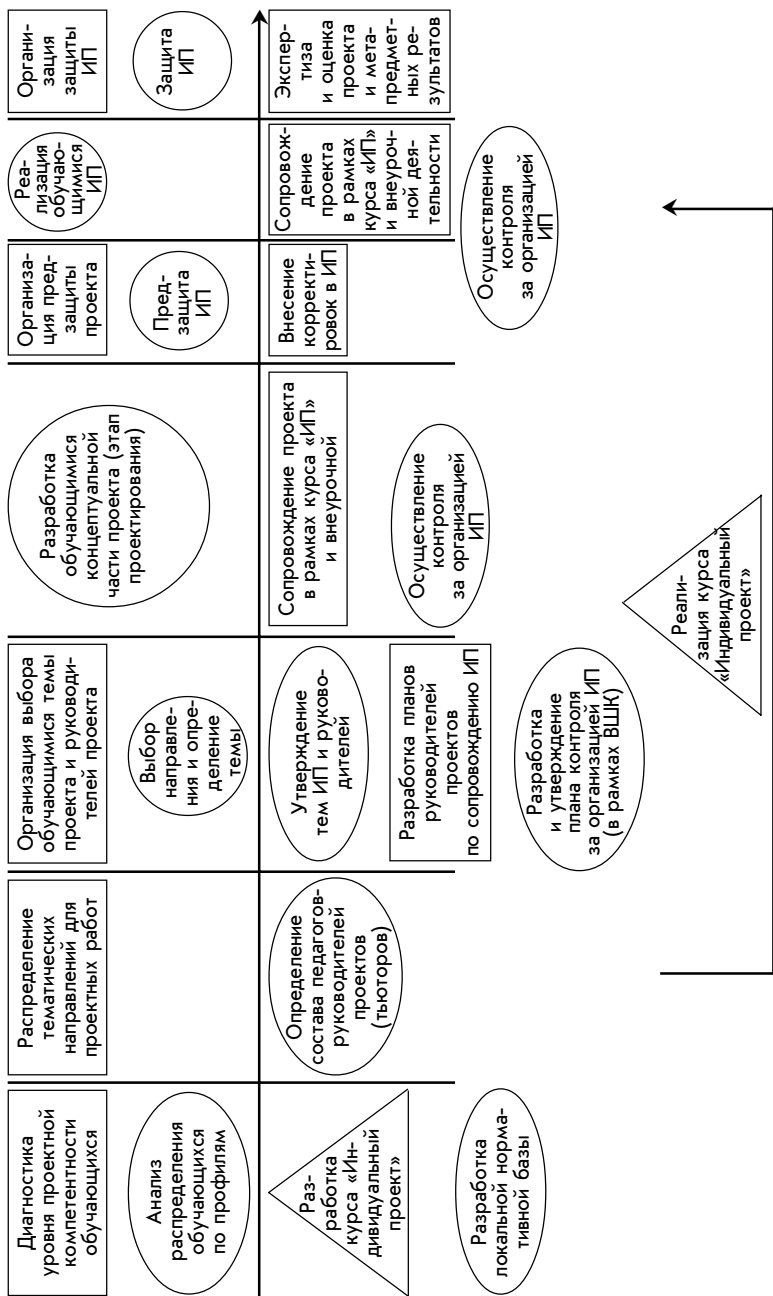 Диагностика
уровня проектной
компетентности
обучающихся
Анализ
распределения
обучающихся
по профилям
Раз-
работка
курса «Ин-
дивидуальный
проект»
Разработка
локальной норма-
тивной базы
Распределение
тематических
направлений для
проектных работ
Определение
состава педагогов-
руководителей
проектов
(тьюторов)
Организация выбора
обучающимися темы
проекта и руководи-
телей проекта
Выбор
направле-
ния и опре-
деление
темы
Утверждение
тем ИП и руково-
дителей
Разработка планов
руководителей
проектов
по сопровождению ИП
Разработка
и утверждение
плана контроля
за организацией ИП
(в рамках ВШК)
Разработка
обучающимися
концептуальной
части проекта (этап
проектирования)
Сопровождение проекта
в рамках курса «ИП»
и внеурочной
Осуществление
контроля
за организацией
ИП
Организа-
ция пред-
защиты
проекта
Пред-
защита
ИП
Внесение
корректи-
ровок в ИП
Реа-
лизация
обучаю-
щимися
ИП
Сопровож-
дение
проекта
в рамках
курса «ИП»
и внеуроч-
ной дея-
тельности
Осуществление
контроля
за организацией
ИП
Органи-
зация
защиты
ИП
Защита
ИП
Экспер-
тиза
и оценка
проекта
и мета-
предмет-
ных ре-
зультатов
Реали-
зация курса
«Индивидуальный
проект»